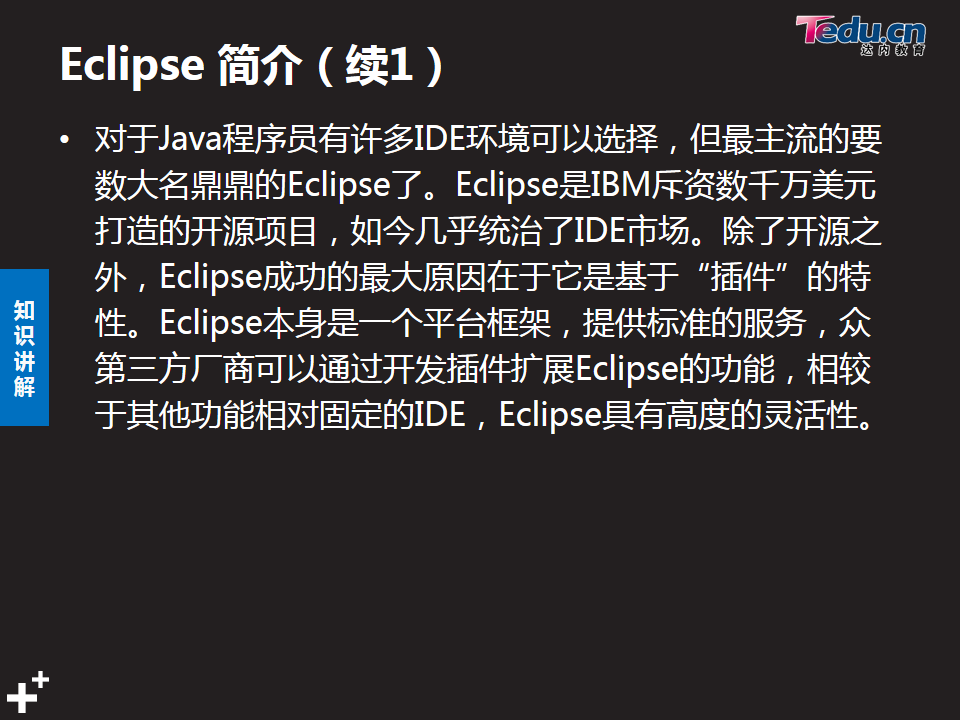 Tedu.cn
达内教育
Eclipse 简介（续1）
• 对于Java程序员有许多IDE环境可以选择，但最主流的要
数大名鼎鼎的Eclipse了。Eclipse是IBM斥资数千万美元
打造的开源项目，如今几乎统治了IDE市场。除了开源之
外，Eclipse成功的最大原因在于它是基于“插件”的特
性。Eclipse本身是一个平台框架，提供标准的服务，众
第三方厂商可以通过开发插件扩展Eclipse的功能，相较
于其他功能相对固定的IDE，Eclipse具有高度的灵活性。
知识讲解